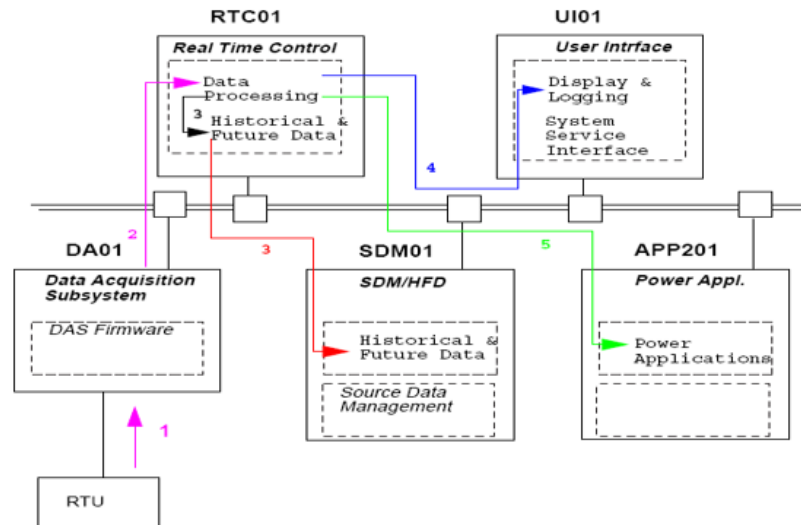 RTC01
UI01
Real Time Control
User Intrface
Data
Processing
3
Historical &
Future Data
Display &
Logging
System
Service
Interface
4
2
3
5
DA01
SDM01
APP201
Data Acquisition
Subsystem
DAS Firmware
SDM/HFD
Historical &
Future Data
Source Data
Management
Power Appl.
Power
Applications
1
RTU